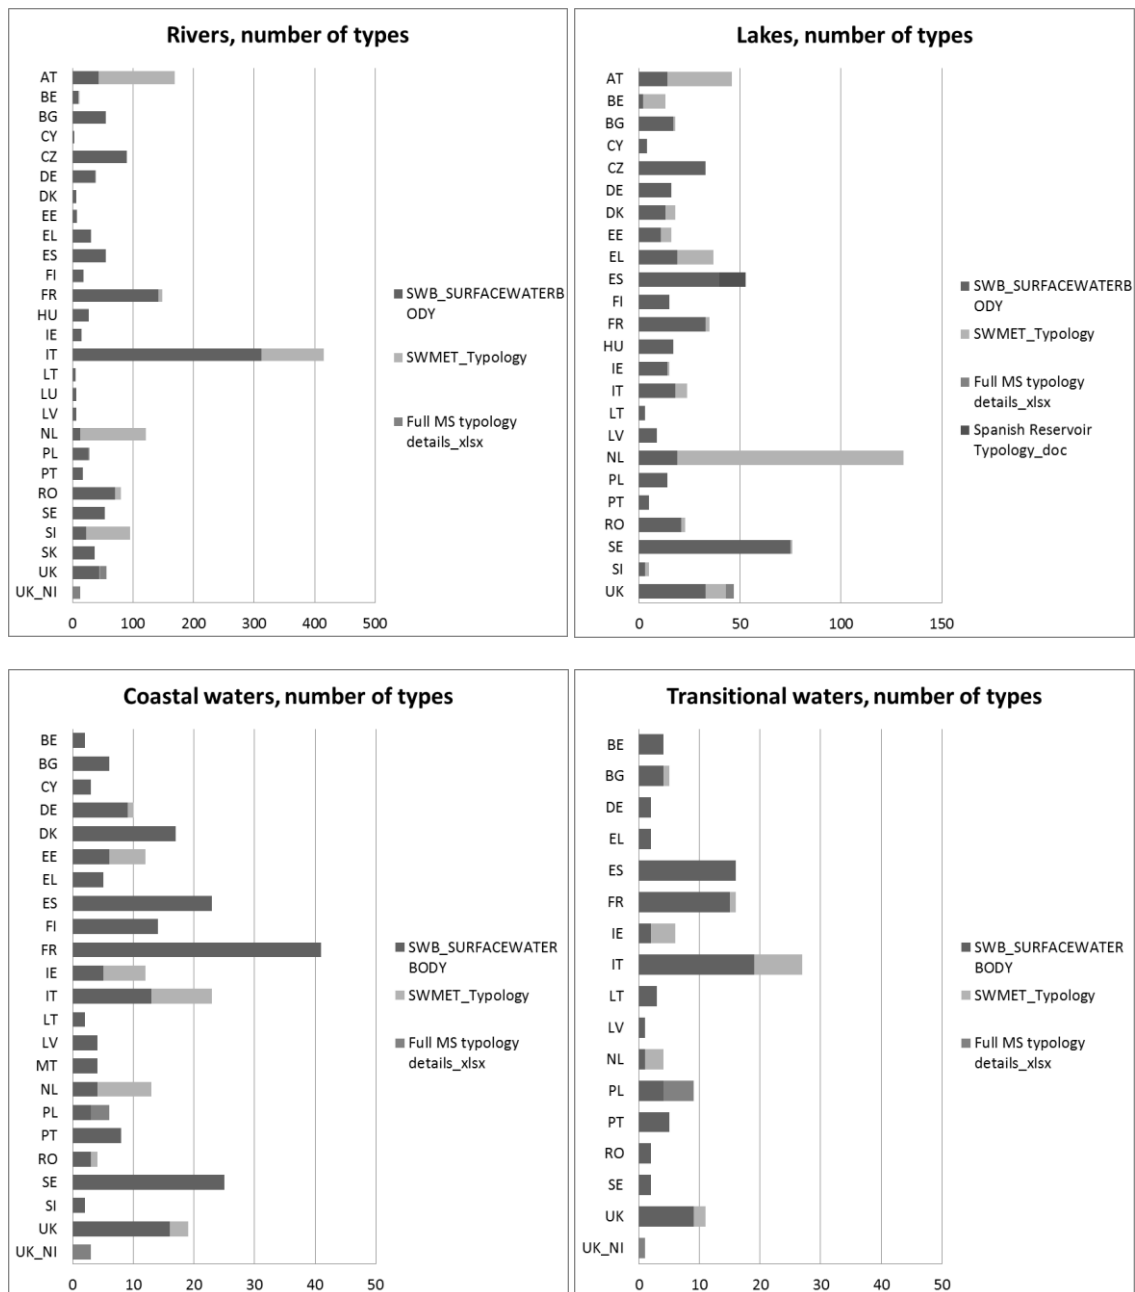 Rivers, number of types
AT
BE
BG
CY
CZ
DE
DK
EE
EL
ES
FI
FR
HU
IE
IT
LT
LU
LV
NL
PL
PT
RO
SE
SI
SK
UK
UK_NI
0 100 200 300 400 500
SWB_SURFACEWATERB
ODY
SWMET_Typology
Full MS typology
details_xlsx
Lakes, number of types
AT
BE
BG
CY
CZ
DE
DK
EE
EL
ES
FI
FR
HU
IE
IT
LT
LV
NL
PL
PT
RO
SE
SI
UK
0 50 100 150
SWB_SURFACEWATERB
ODY
SWMET_Typology
Full MS typology
details_xlsx
Spanish Reservoir
Typology_doc
Coastal waters, number of types
BE
BG
CY
DE
DK
EE
EL
ES
FI
FR
IE
IT
LT
LV
MT
NL
PL
PT
RO
SE
SI
UK
UK_NI
0 10 20 30 40 50
SWB_SURFACEWATER
BODY
SWMET_Typology
Full MS typology
details_xlsx
Transitional waters, number of types
BE
BG
DE
EL
ES
FR
IE
IT
LT
LV
NL
PL
PT
RO
SE
UK
UK_NI
0 10 20 30 40 50
SWB_SURFACEWATER
BODY
SWMET_Typology
Full MS typology
details_xlsx